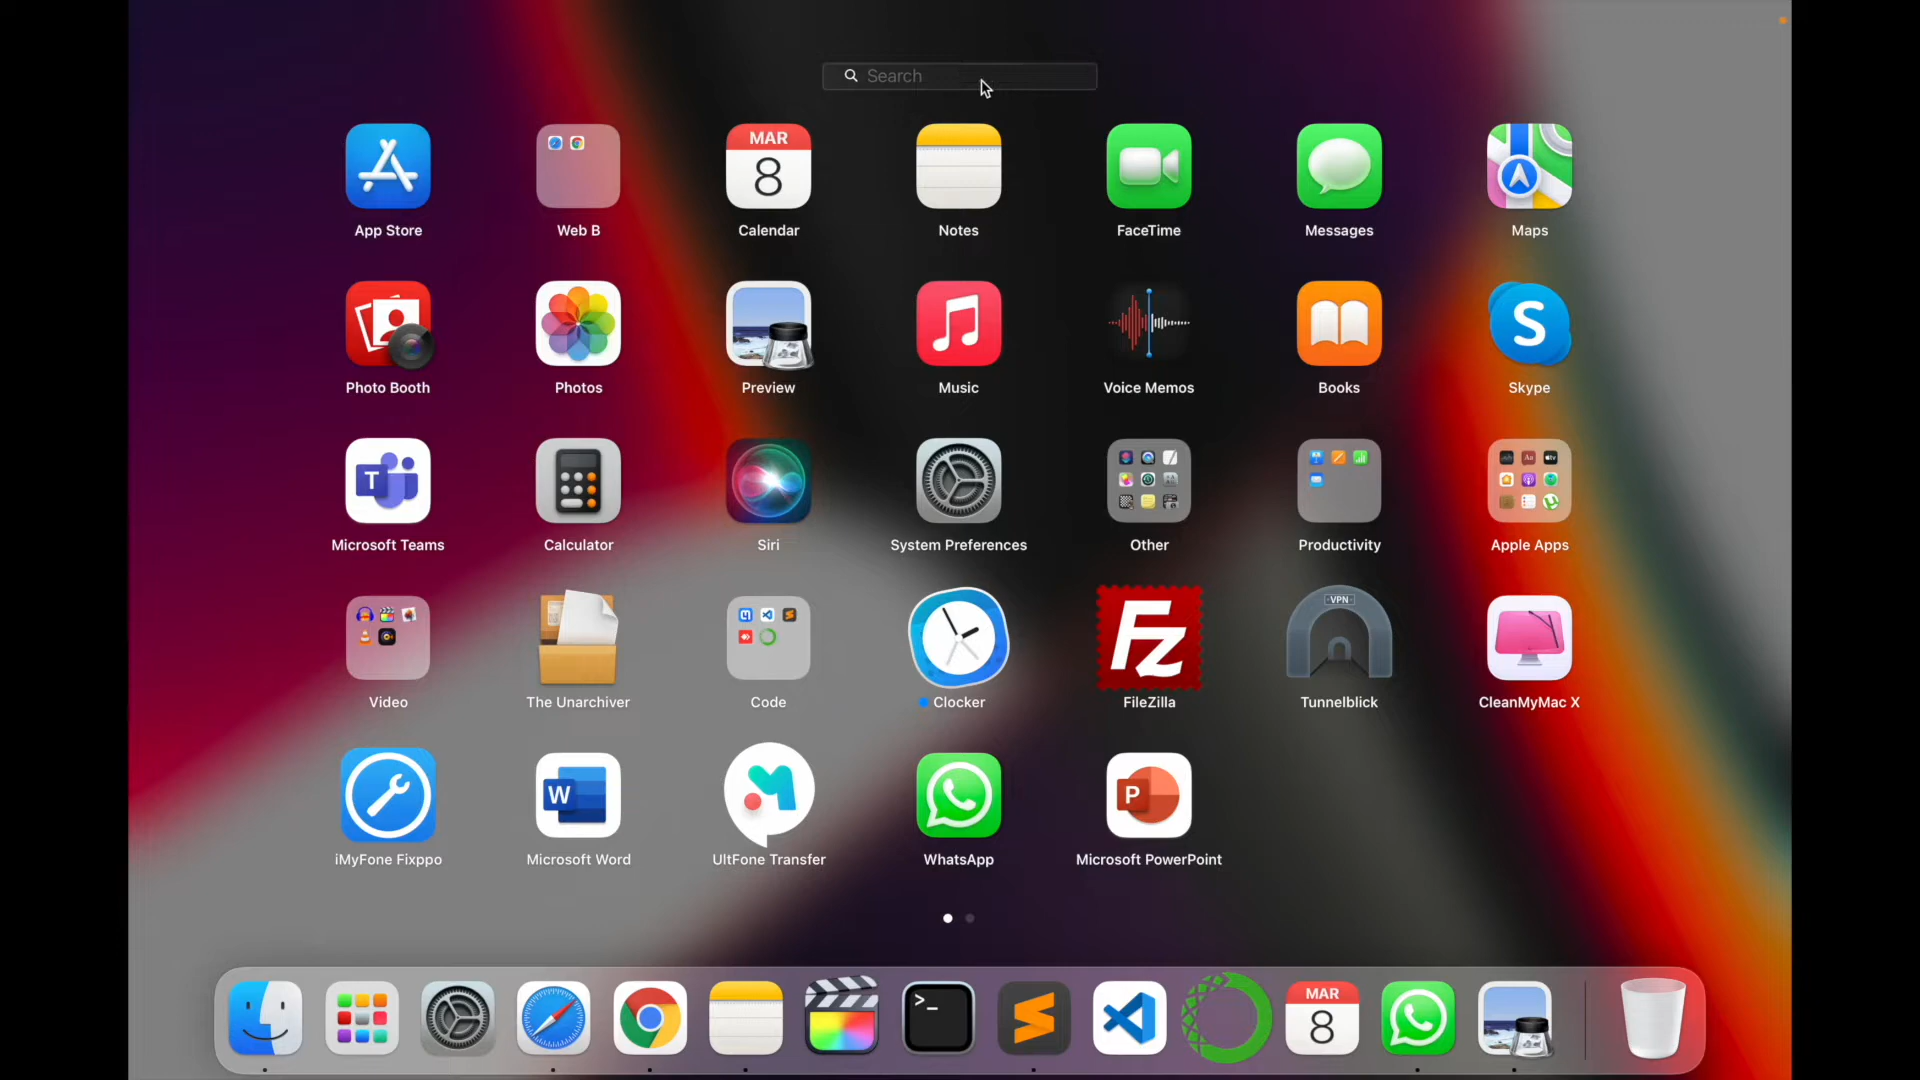 Search
MAR
8
App Store
Web B
Calendar
Notes
FaceTime
Messages
Maps
S
Photo Booth
Photos
Preview
Music
Voice Memos
Books
Skype
T
Microsoft Teams
Calculator
Siri
System Preferences
Other
Productivity
Apple Apps
VPN
Fz
Video
The Unarchiver
Code
Clocker
FileZilla
Tunnelblick
CleanMyMac X
W
P
iMyFone Fixppo
Microsoft Word
UltFone Transfer
WhatsApp
Microsoft PowerPoint
>_
MAR
8